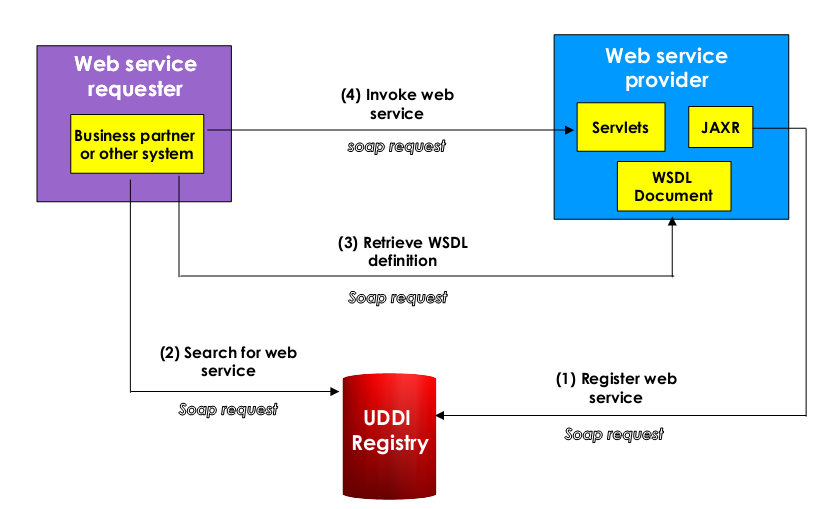 Web service
requester
Business partner
or other system
(4) Invoke web
service
soap request
Web service
provider
Servlets
JAXR
WSDL
Document
(3) Retrieve WSDL
definition
Soap request
(2) Search for web
service
Soap request
UDDI
Registry
(1) Register web
service
Soap request